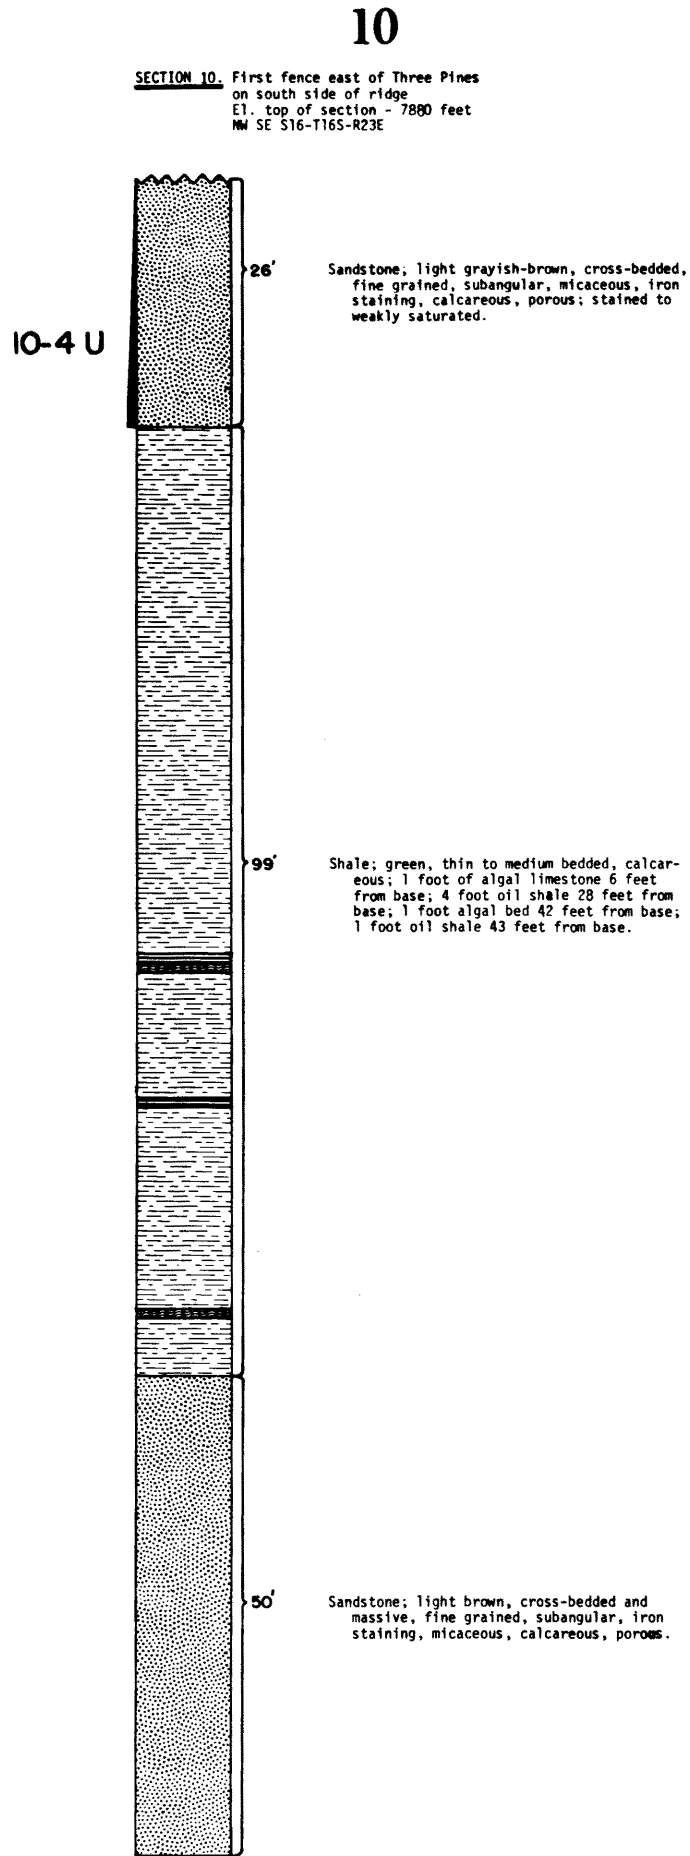 10
SECTION 10. First fence east of Three Pines
on south side of ridge
El. top of section - 7880 feet
NW SE S16-T16S-R23E
26'
Sandstone; light grayish-brown, cross-bedded,
fine grained, subangular, micaceous, iron
staining, calcareous, porous; stained to
weakly saturated.
10-4 U
99'
Shale; green, thin to medium bedded, calcar-
eous; 1 foot of algal limestone 6 feet
from base; 4 foot oil shale 28 feet from
base; 1 foot algal bed 42 feet from base;
1 foot oil shale 43 feet from base.
50'
Sandstone; light brown, cross-bedded and
massive, fine grained, subangular, iron
staining, micaceous, calcareous, porous.